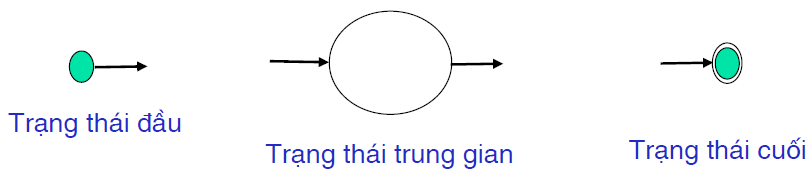 Trạng thái đầu
Trạng thái trung gian
Trạng thái cuối